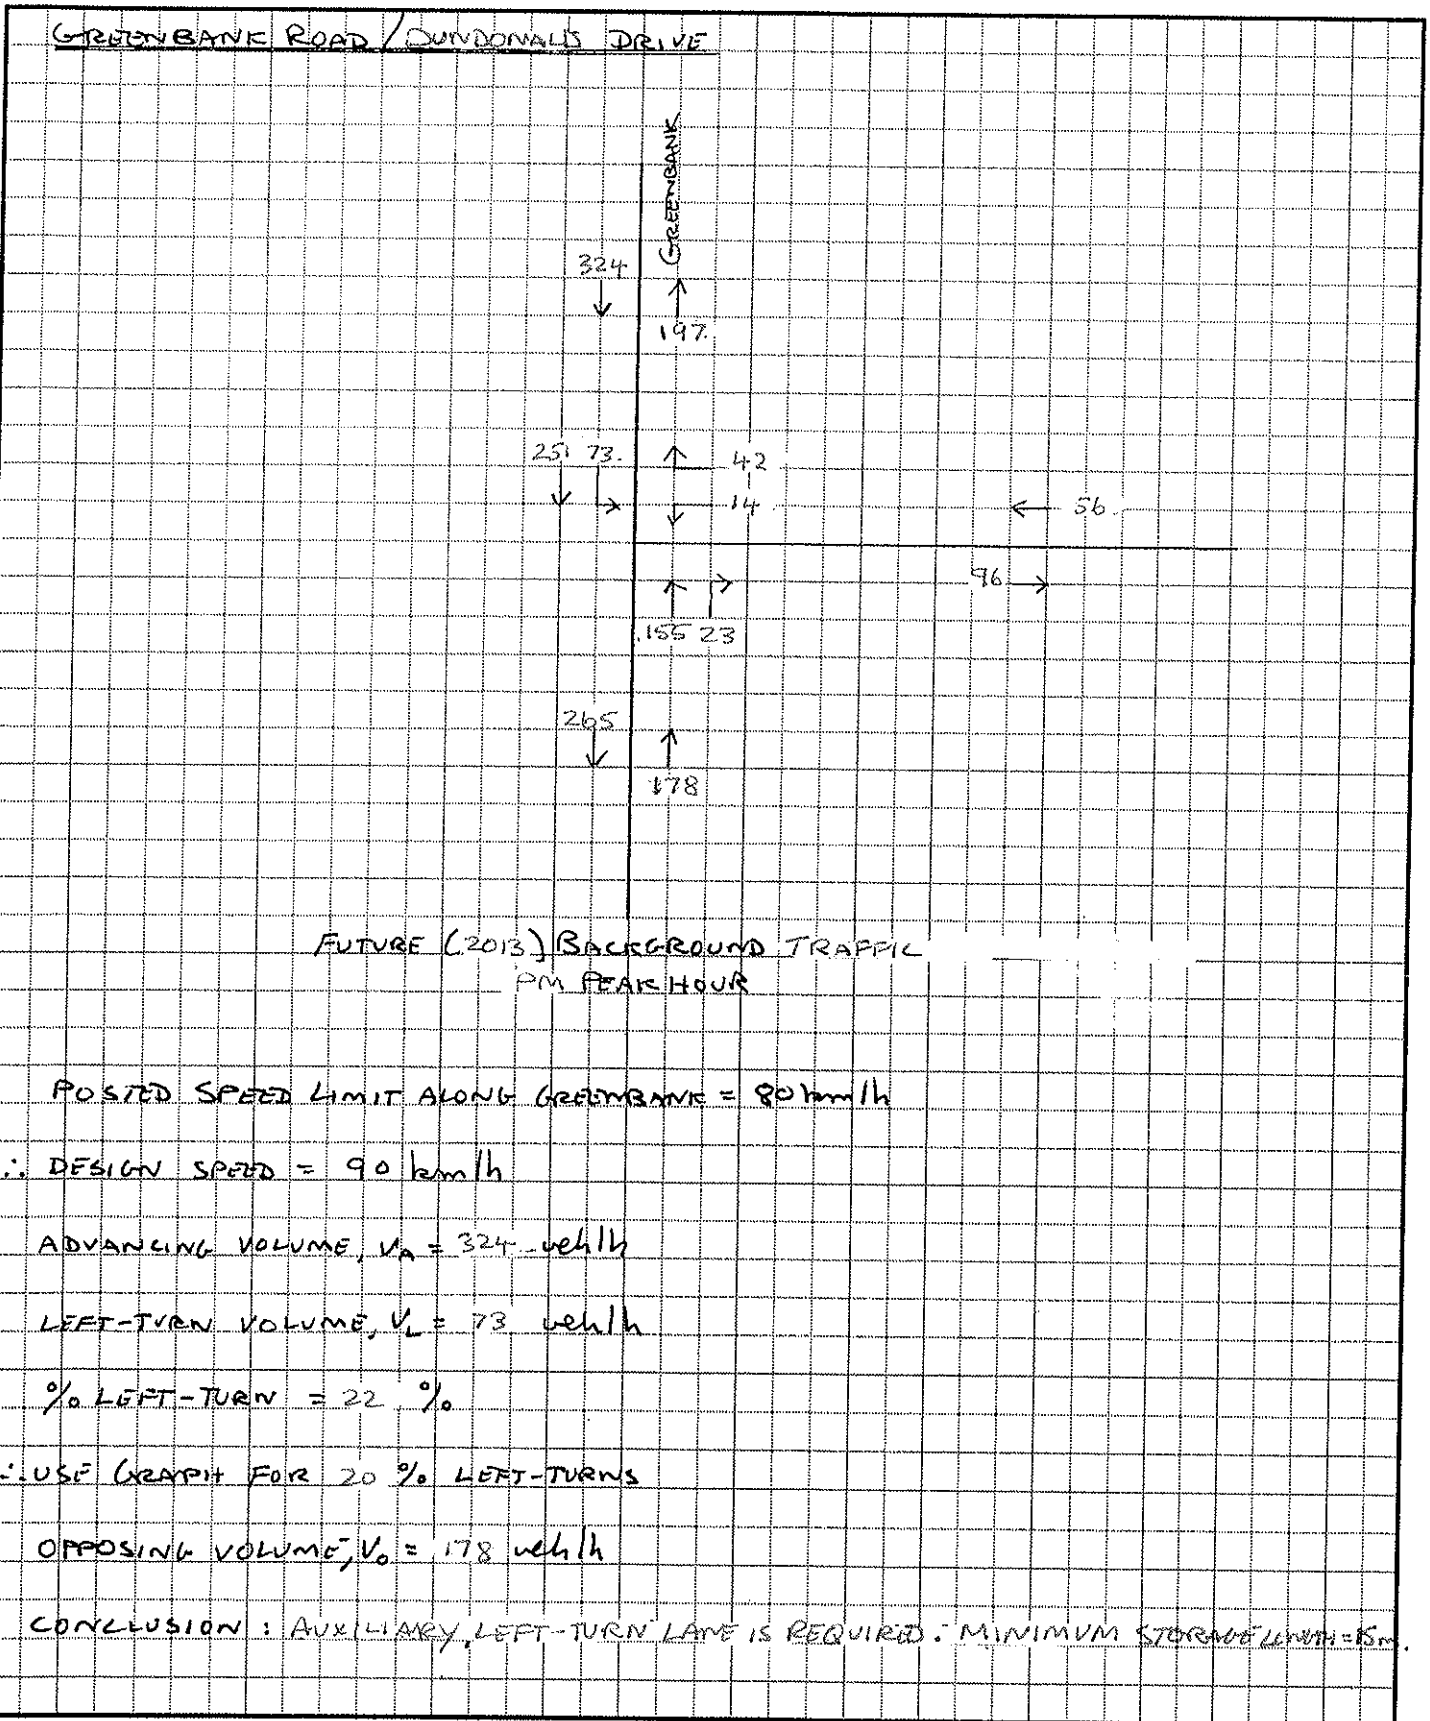 GREENBANK ROAD / DUNDONALD DRIVE
GREENBANK
324
197
251 73
42
14
56
96
155 23
265
178
FUTURE (2013) BACKGROUND TRAFFIC
PM PEAK HOUR
POSTED SPEED LIMIT ALONG GREENBANK = 80 km/h
∴ DESIGN SPEED = 90 km/h
ADVANCING VOLUME, VA = 324 veh/h
LEFT-TURN VOLUME, VL = 73 veh/h
% LEFT-TURN = 22 %
∴ USE GRAPH FOR 20 % LEFT-TURNS
OPPOSING VOLUME, Vo = 178 veh/h
CONCLUSION : AUXILIARY LEFT-TURN LANE IS REQUIRED. MINIMUM STORAGE LENGTH = 15m.